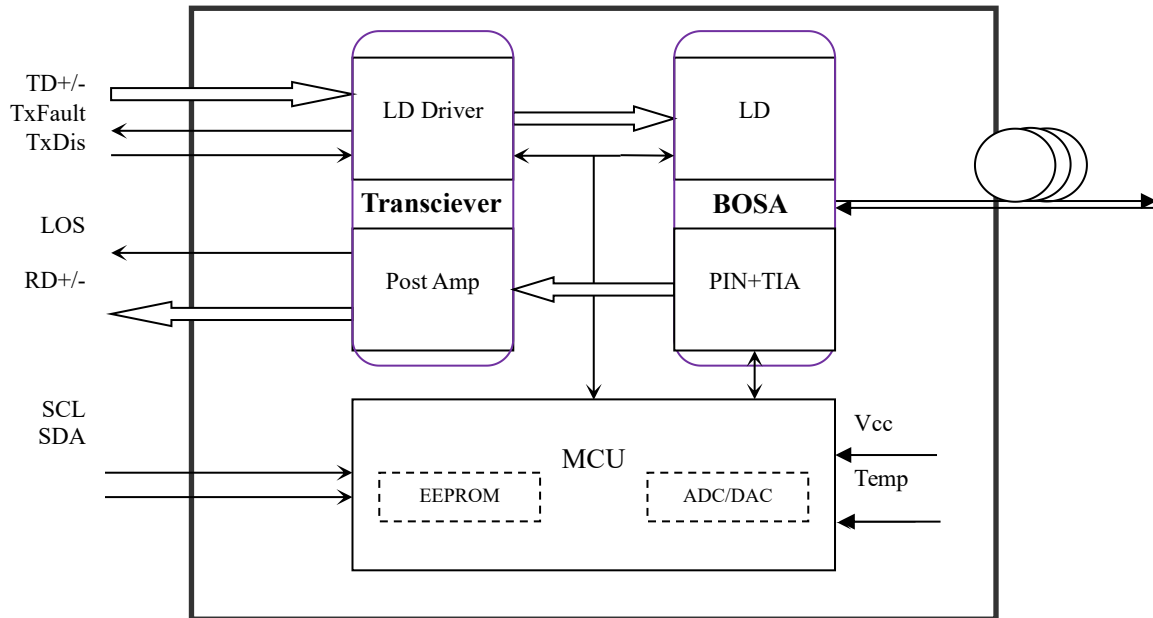 TD+/-
TxFault
TxDis
LOS
RD+/-
SCL
SDA
LD Driver
Transciever
Post Amp
LD
BOSA
PIN+TIA
MCU
EEPROM
ADC/DAC
Vcc
Temp